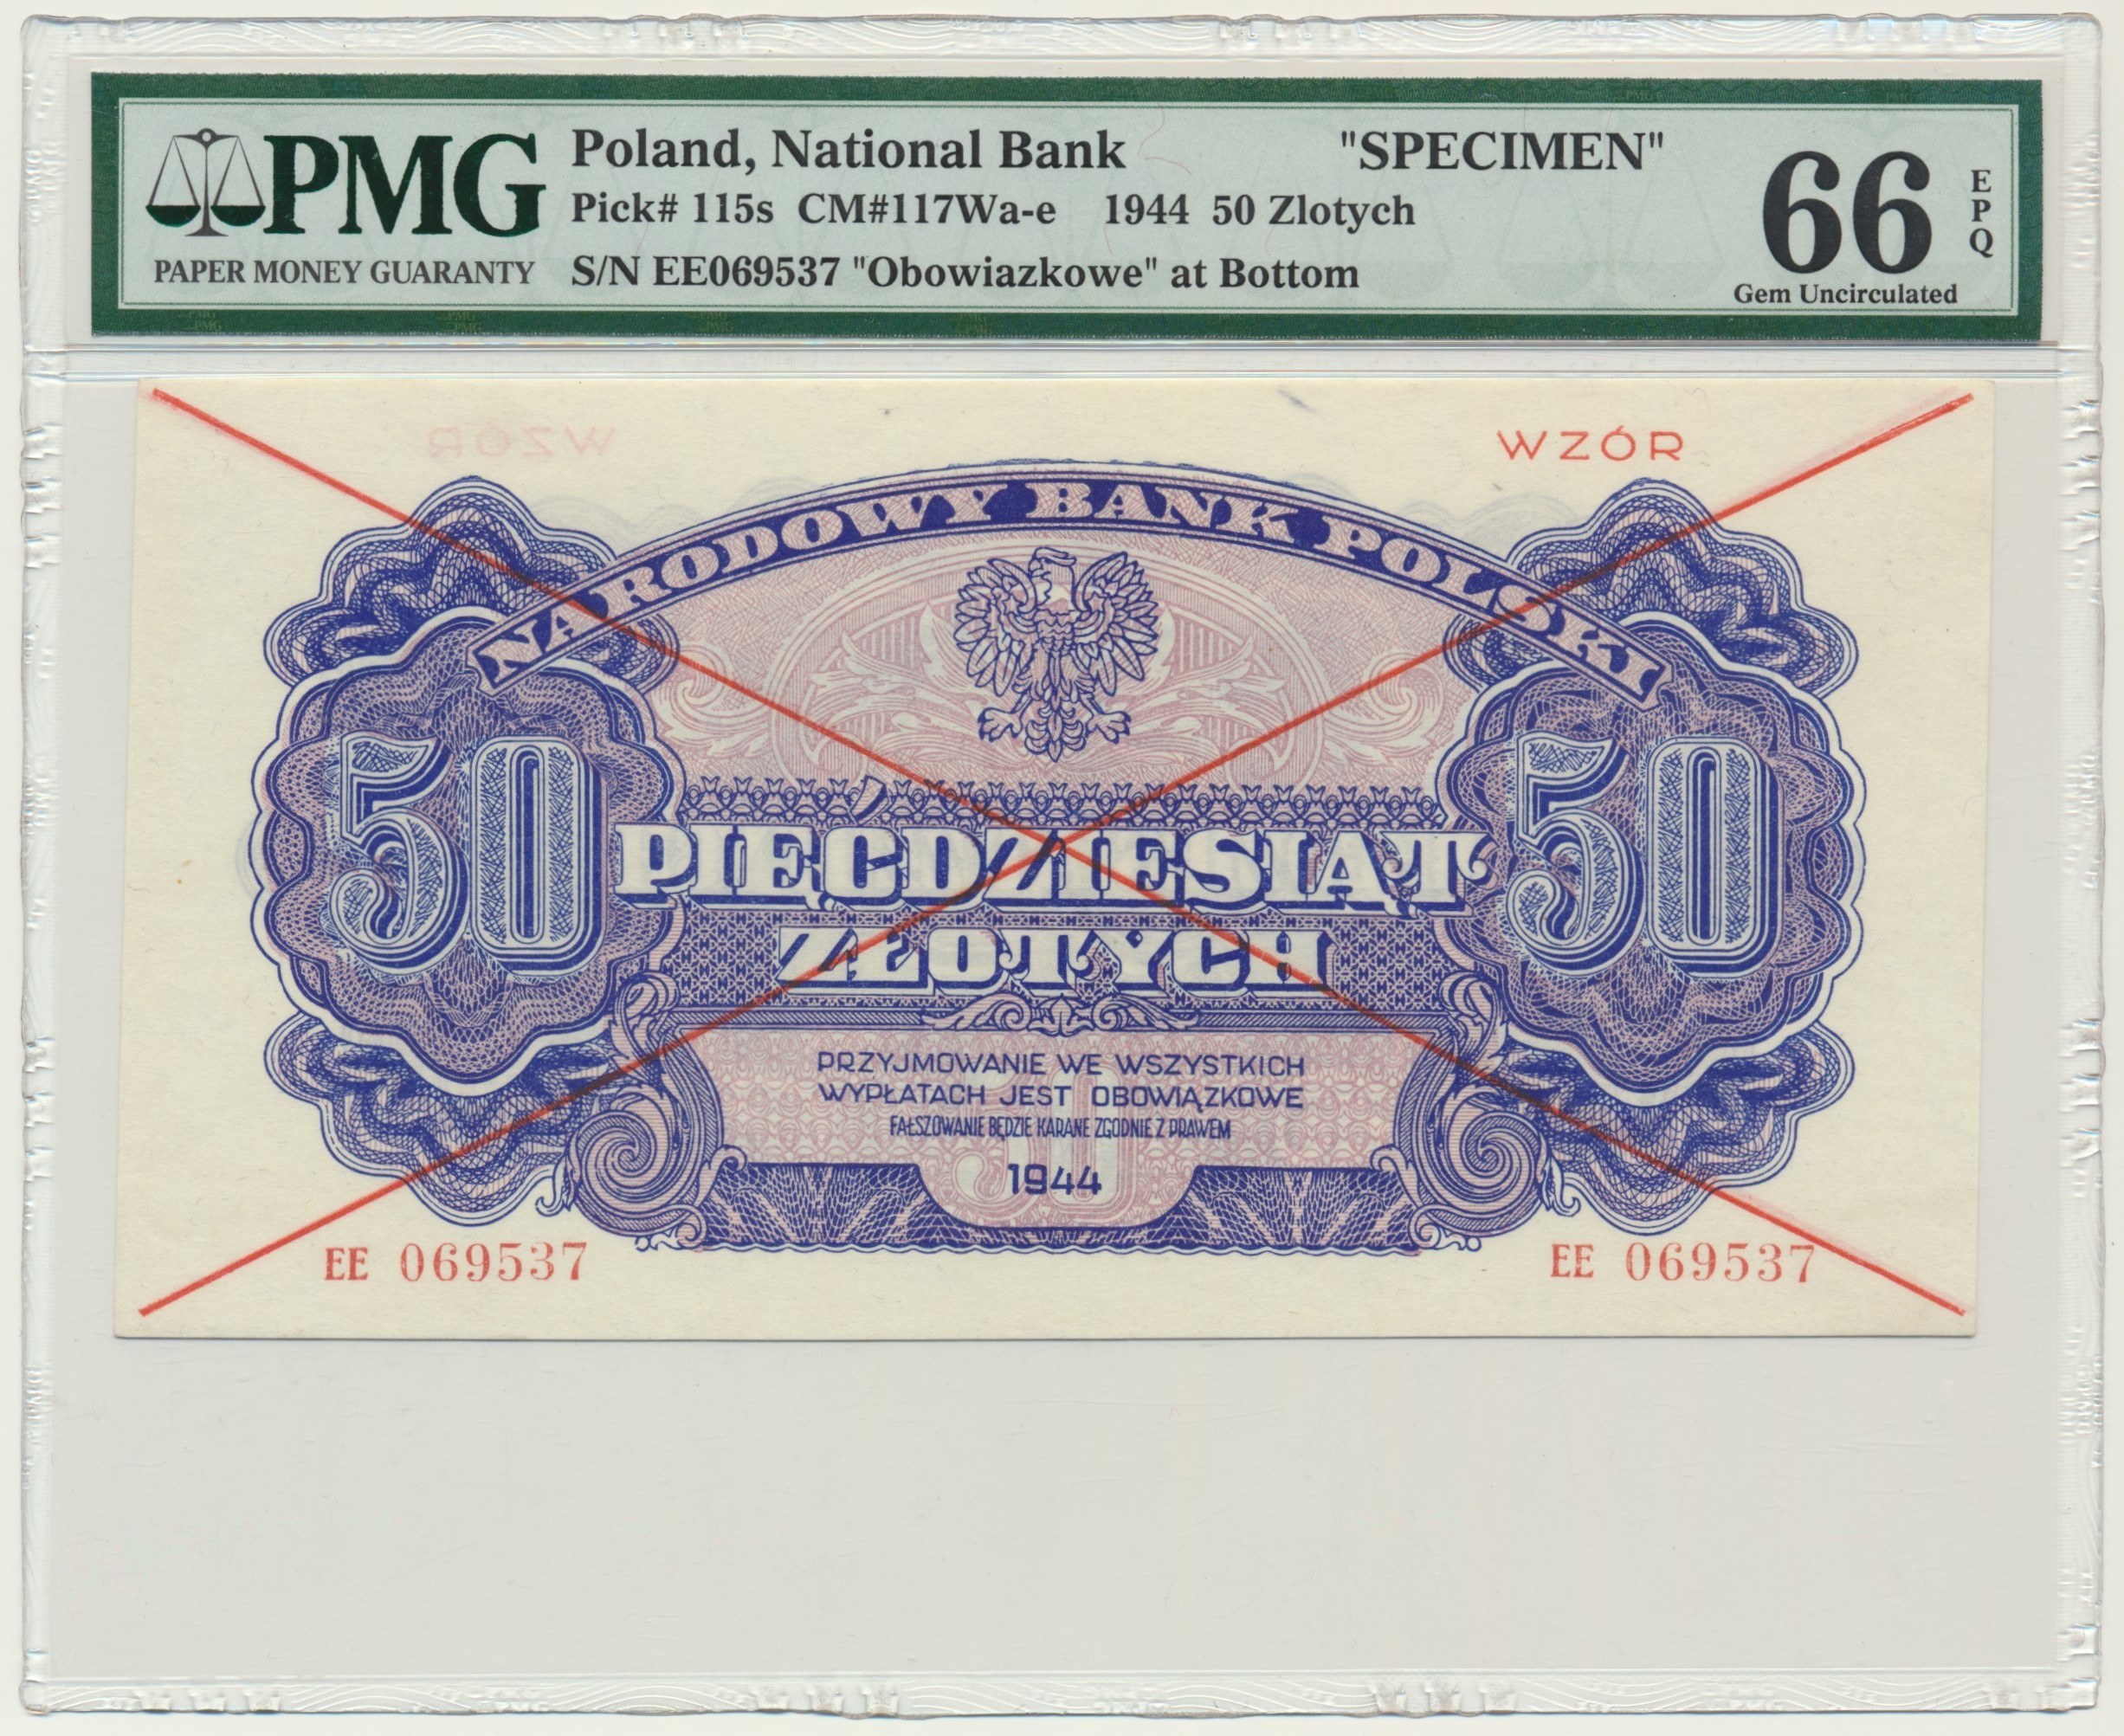 PMG
PAPER MONEY GUARANTY
Poland, National Bank "SPECIMEN"
Pick# 115s CM#117Wa-e 1944 50 Zlotych
S/N EE069537 "Obowiazkowe" at Bottom
66
EPQ
Gem Uncirculated
WZÓR
WZÓR
NARODOWY BANK POLSKI
50
50
PIĘĆDZIESIĄT
ZŁOTYCH
PRZYJMOWANIE WE WSZYSTKICH
WYPŁATACH JEST OBOWIĄZKOWE
FAŁSZOWANIE BĘDZIE KARANE ZGODNIE Z PRAWEM
50
1944
EE 069537
EE 069537